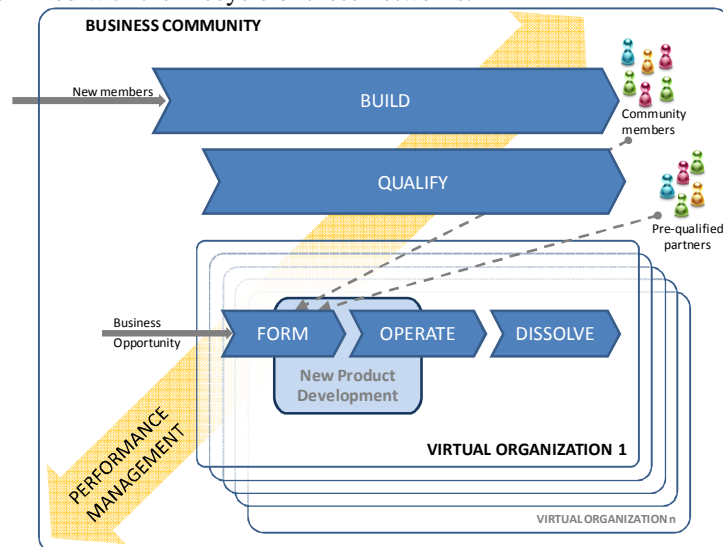 BUSINESS COMMUNITY
New members
BUILD
Community
members
QUALIFY
Pre-qualified
partners
Business
Opportunity
FORM
OPERATE
DISSOLVE
New Product
Development
PERFORMANCE
MANAGEMENT
VIRTUAL ORGANIZATION 1
VIRTUAL ORGANIZATION n